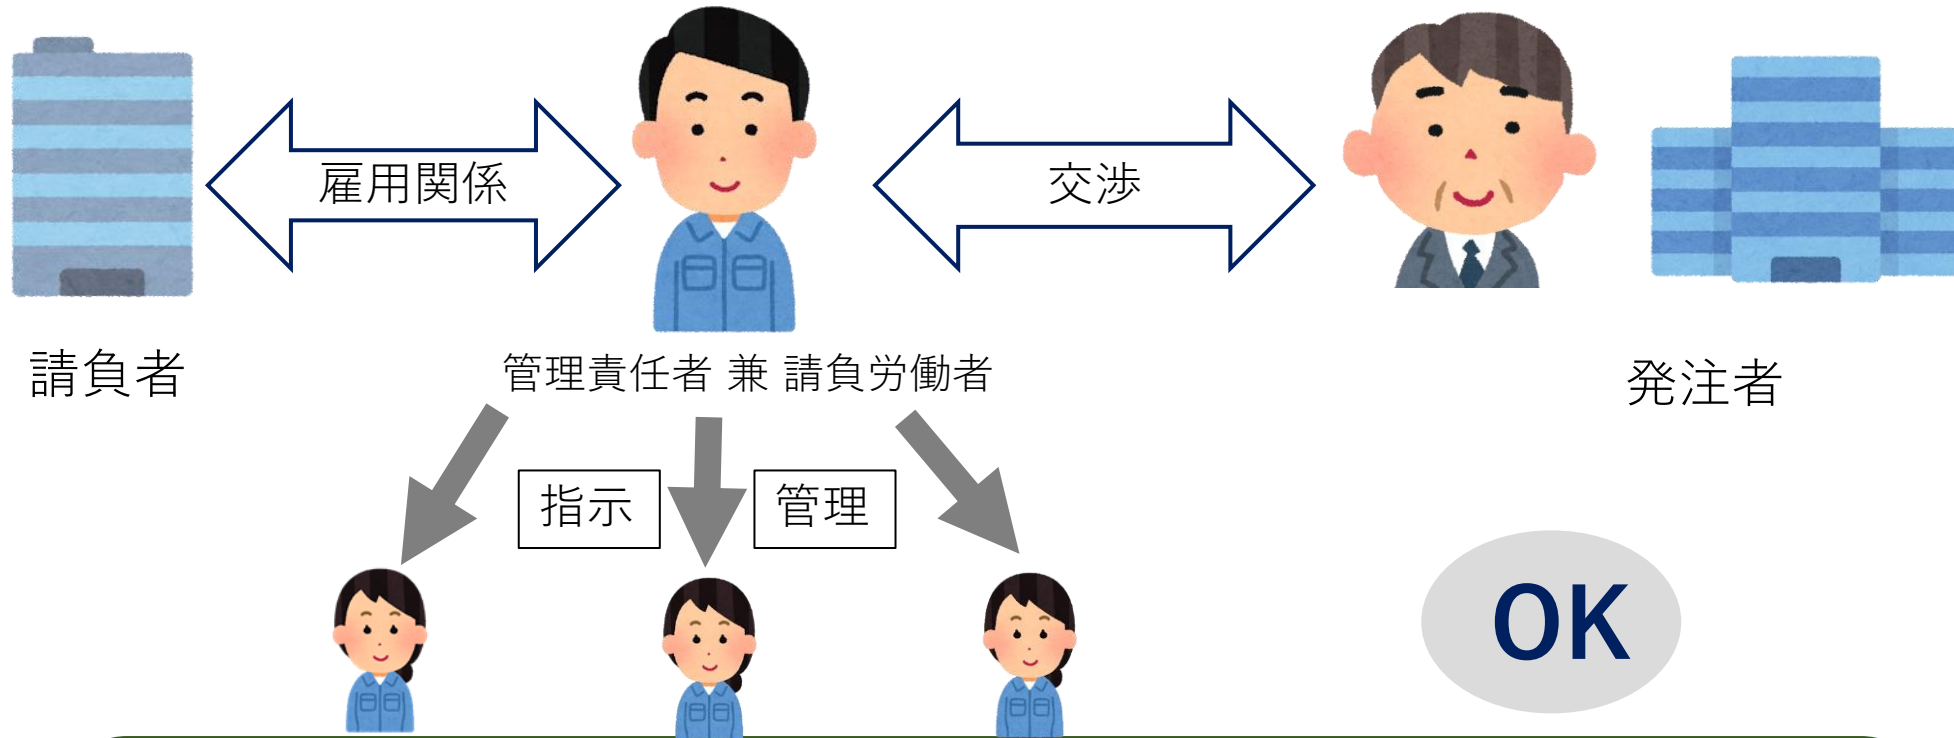 雇用関係
交渉
請負者
管理責任者 兼 請負労働者
発注者
指示
管理
OK